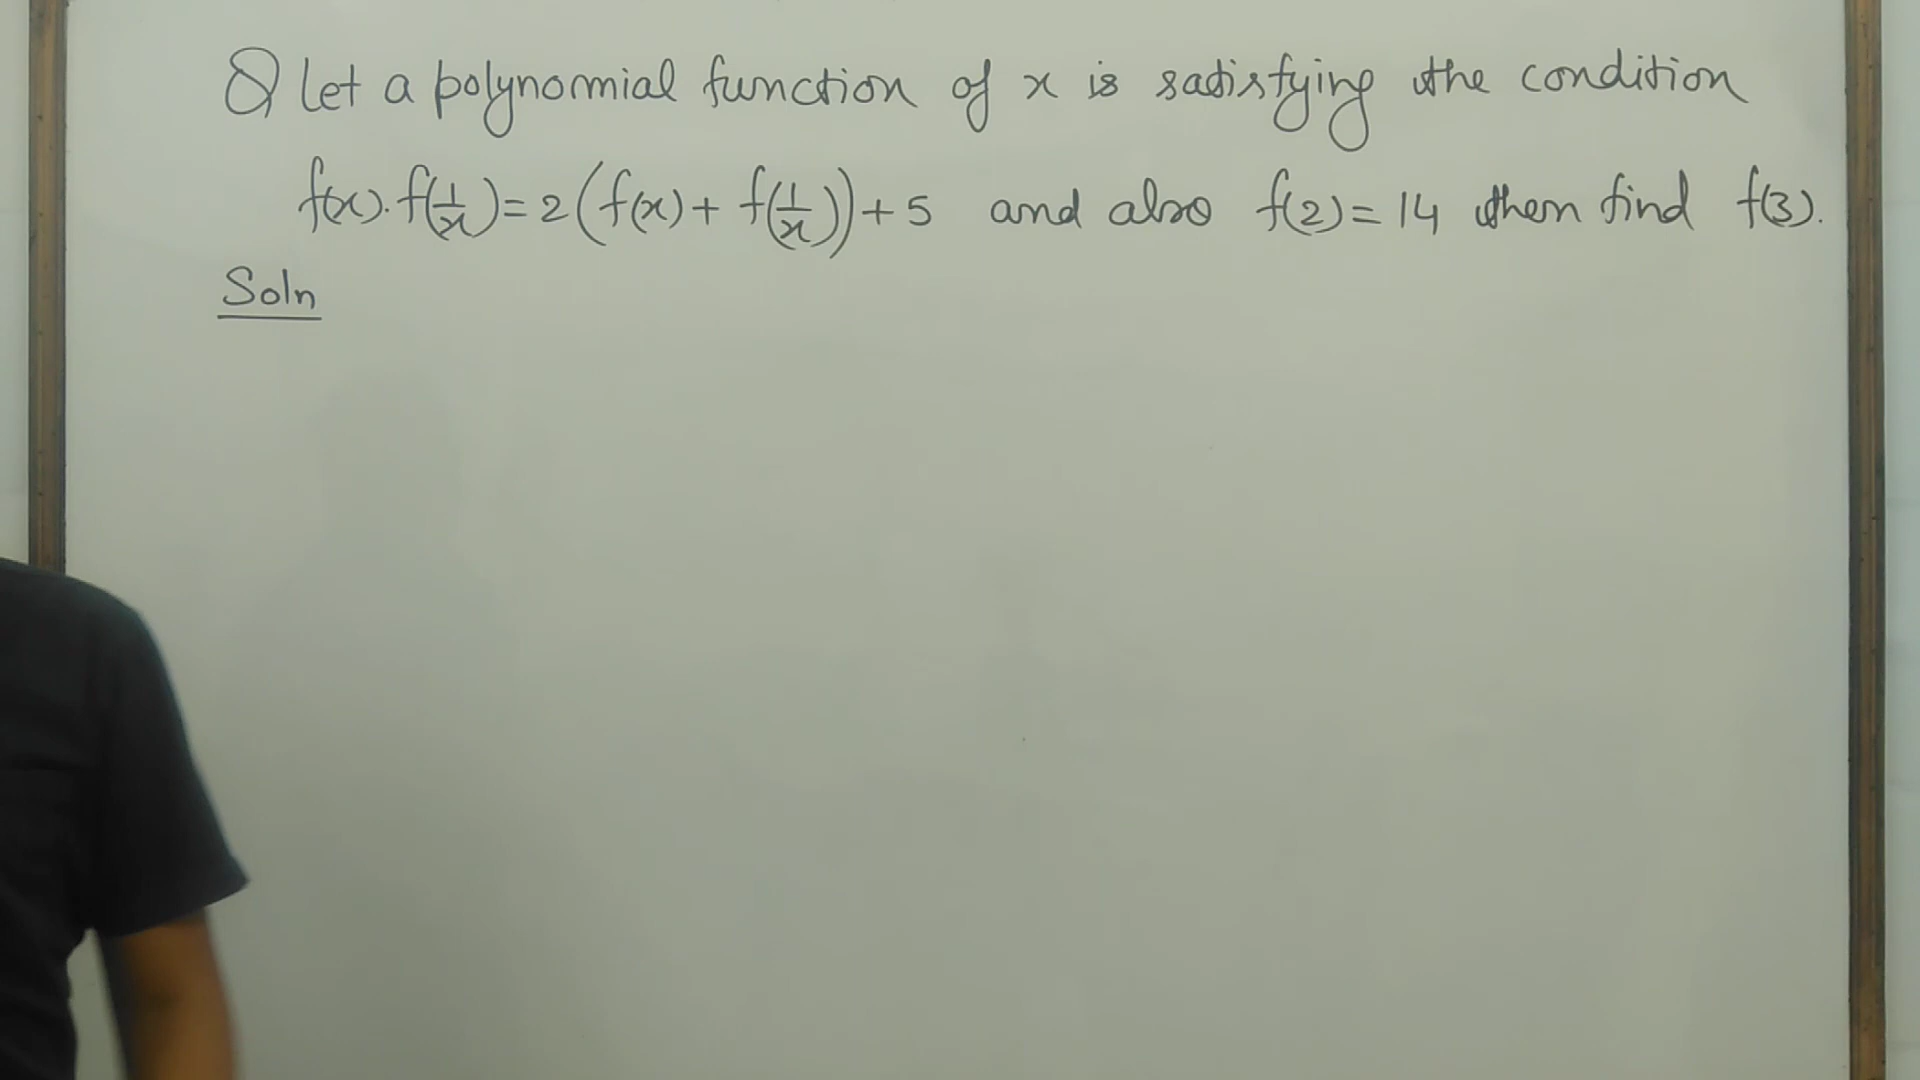 Q Let a polynomial function of x is satisfying the condition
f(x).f(1/x)=2(f(x)+f(1/x))+5 and also f(2)=14 then find f(3).
Soln